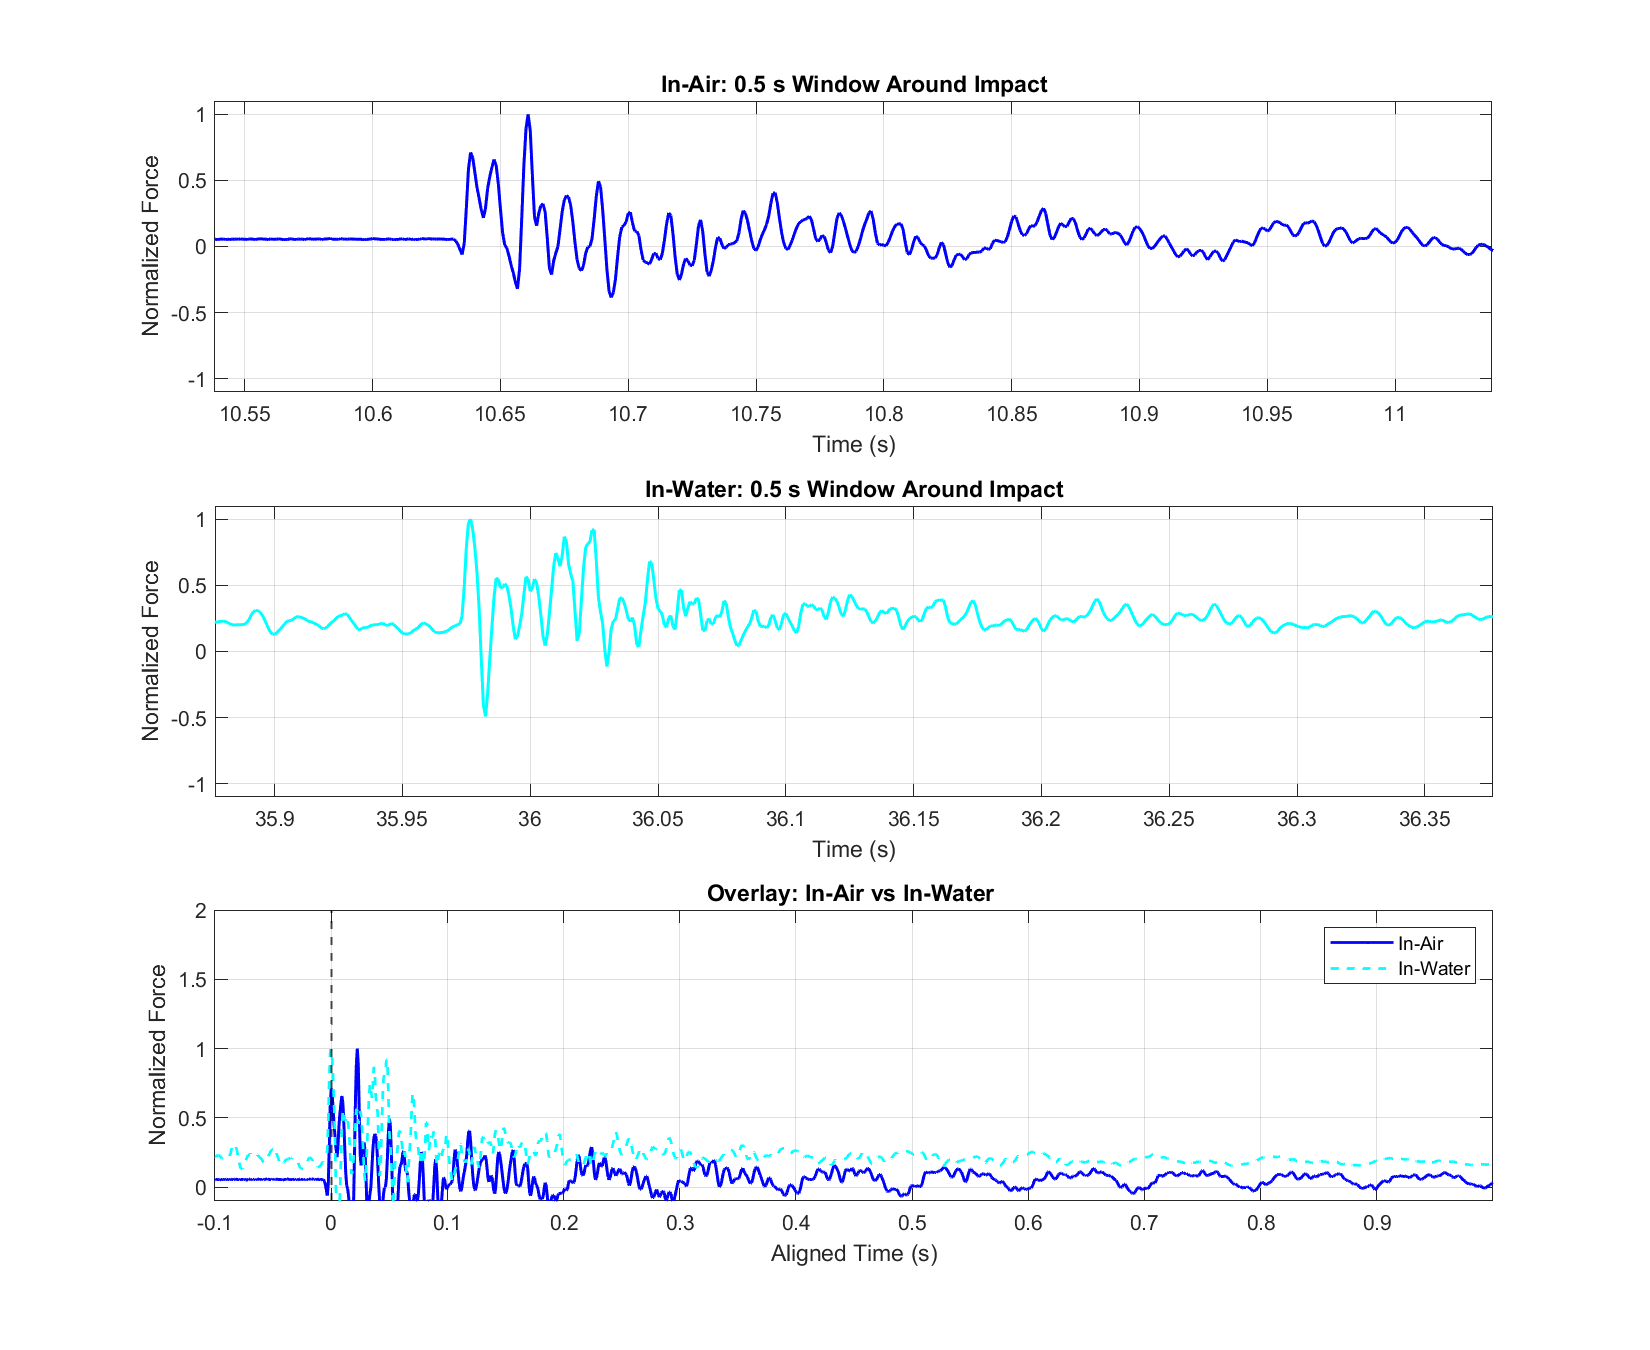 In-Air: 0.5 s Window Around Impact
Normalized Force
1
0.5
0
-0.5
-1
10.55 10.6 10.65 10.7 10.75 10.8 10.85 10.9 10.95 11
Time (s)
In-Water: 0.5 s Window Around Impact
Normalized Force
1
0.5
0
-0.5
-1
35.9 35.95 36 36.05 36.1 36.15 36.2 36.25 36.3 36.35
Time (s)
Overlay: In-Air vs In-Water
Normalized Force
2
1.5
1
0.5
0
In-Air
In-Water
-0.1 0 0.1 0.2 0.3 0.4 0.5 0.6 0.7 0.8 0.9
Aligned Time (s)